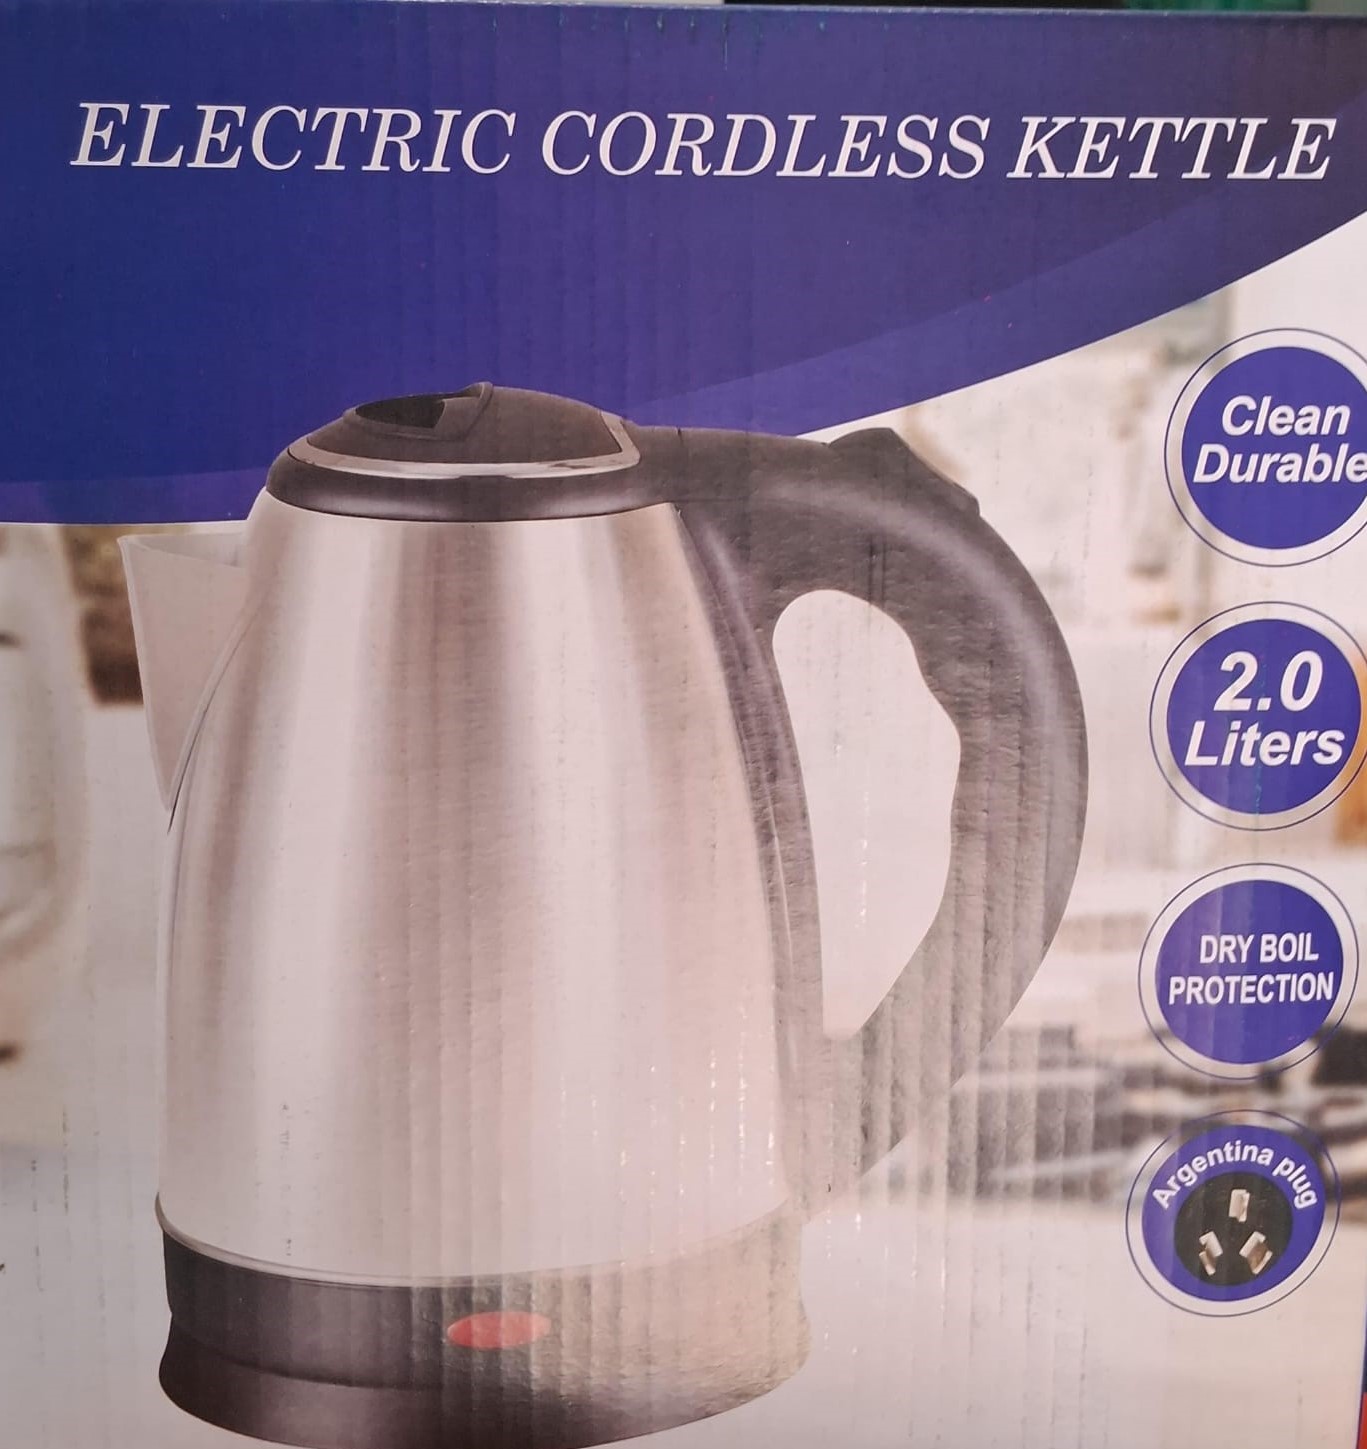 ELECTRIC CORDLESS KETTLE
Clean
Durable
2.0
Liters
DRY BOIL
PROTECTION
Argentina plug